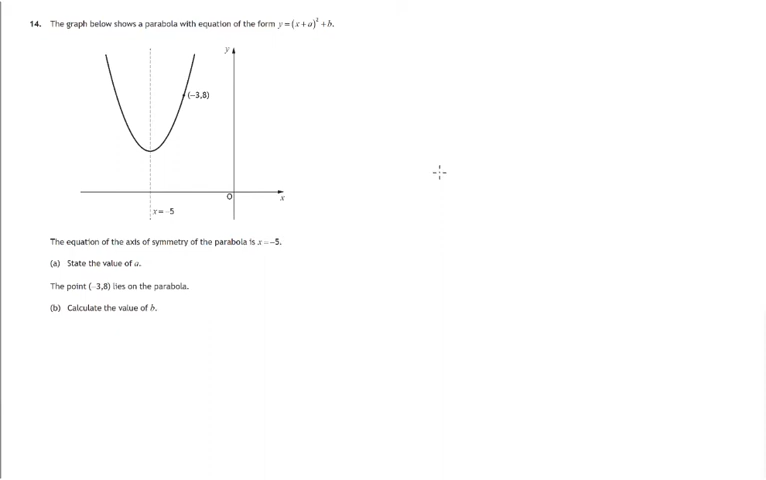 14. The graph below shows a parabola with equation of the form y = (x + a)² + b.
y
(–3,8)
O
x
x = –5
The equation of the axis of symmetry of the parabola is x = –5.
(a) State the value of a.
The point (–3,8) lies on the parabola.
(b) Calculate the value of b.